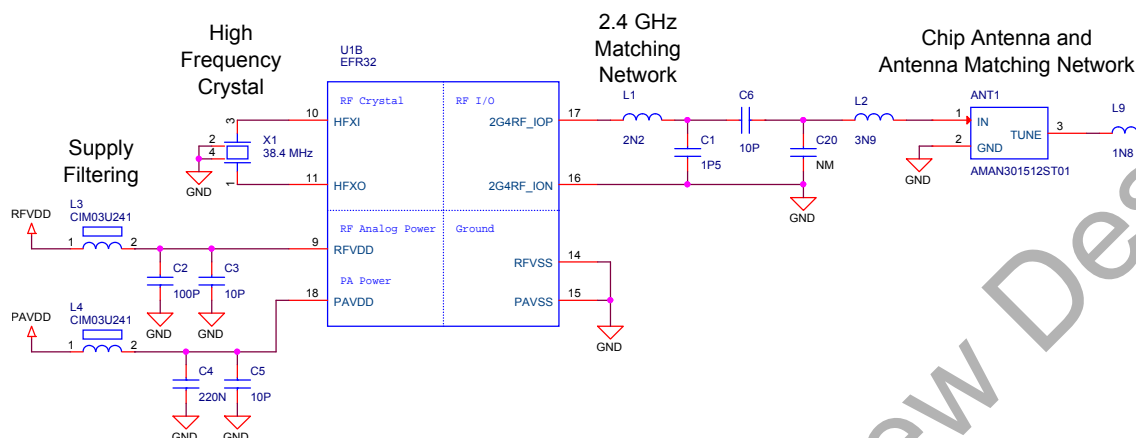 High
Frequency
Crystal
2.4 GHz
Matching
Network
Chip Antenna and
Antenna Matching Network
Supply
Filtering
U1B
EFR32
RF Crystal
RF I/O
10
HFXI
3
2
4
1
X1
38.4 MHz
GND
11
HFXO
2G4RF_IOP
17
2G4RF_ION
16
L1
2N2
C1
1P5
C6
10P
C20
NM
GND
L2
3N9
ANT1
1
IN
2
GND
TUNE
3
AMAN301512ST01
GND
L9
1N8
RFVDD
L3
CIM03U241
1
2
C2
100P
GND
C3
10P
GND
9
RFVDD
RF Analog Power
Ground
PA Power
18
PAVDD
RFVSS
14
PAVSS
15
GND
PAVDD
L4
CIM03U241
1
2
C4
220N
GND
C5
10P
GND
ew Des